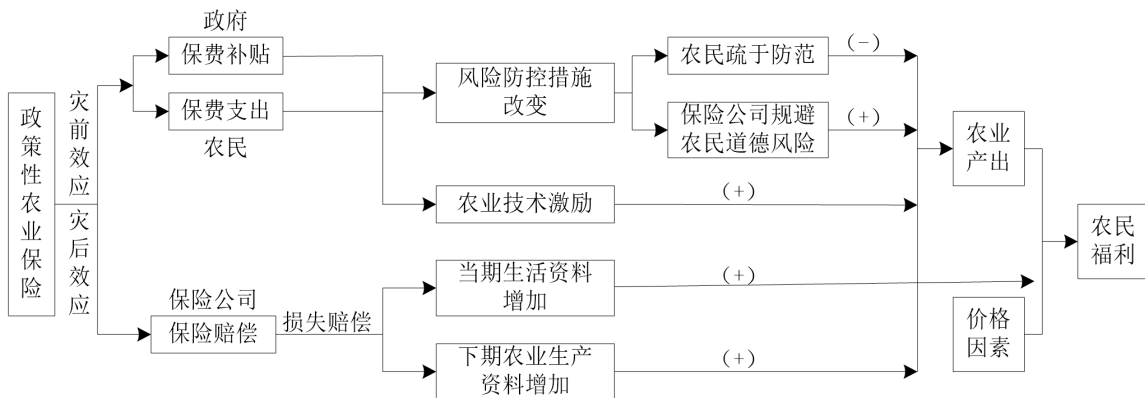 政策性农业保险
灾前效应
灾后效应
政府
保费补贴
保费支出
农民
保险公司
保险赔偿
损失赔偿
风险防控措施
改变
农业技术激励
当期生活资料
增加
下期农业生产
资料增加
农民疏于防范
保险公司规避
农民道德风险
（-）
（+）
（+）
（+）
（+）
农业
产出
价格
因素
农民
福利